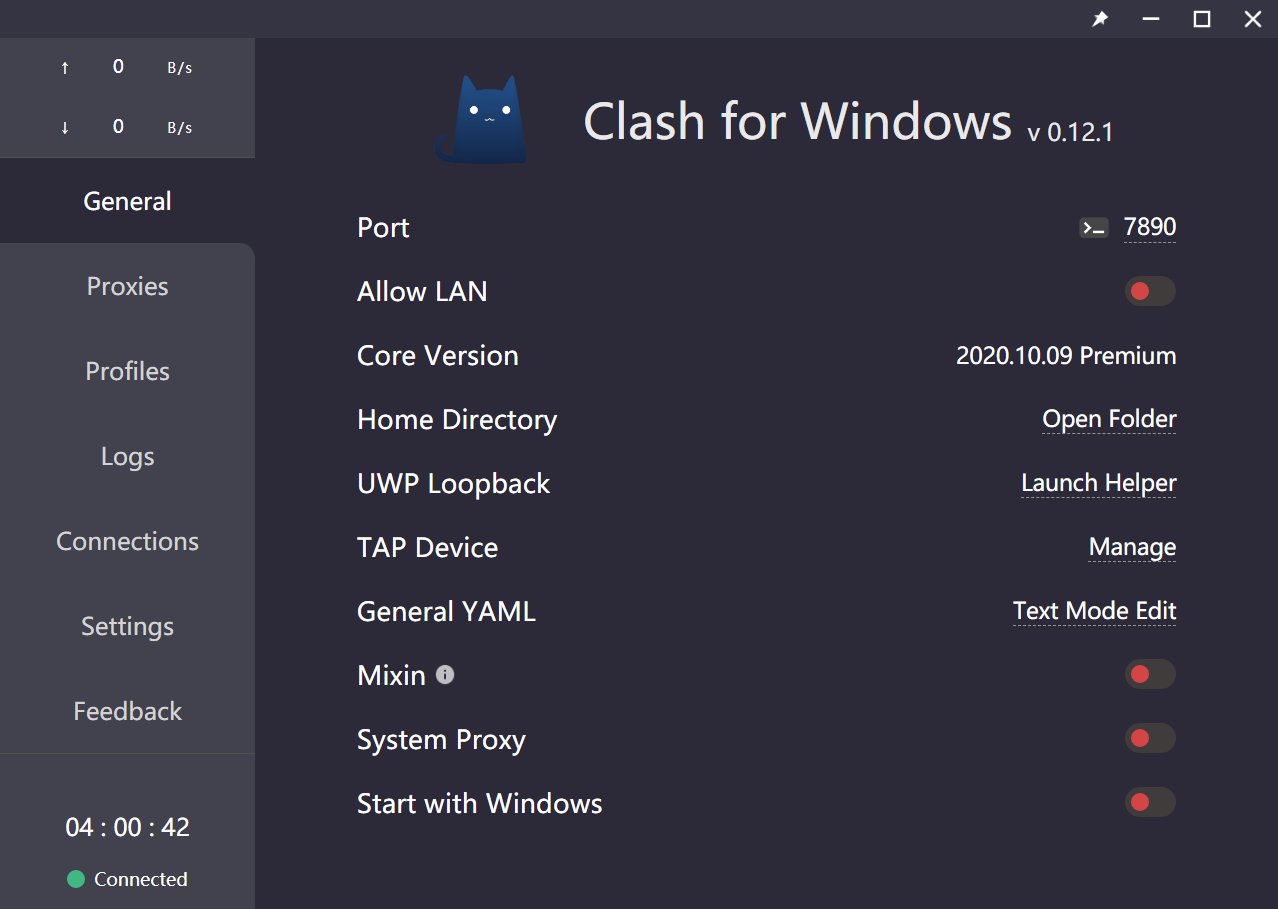 ↑ 0 B/s
↓ 0 B/s
General
Proxies
Profiles
Logs
Connections
Settings
Feedback
04 : 00 : 42
Connected
Clash for Windows v 0.12.1
Port 7890
Allow LAN
Core Version 2020.10.09 Premium
Home Directory Open Folder
UWP Loopback Launch Helper
TAP Device Manage
General YAML Text Mode Edit
Mixin
System Proxy
Start with Windows